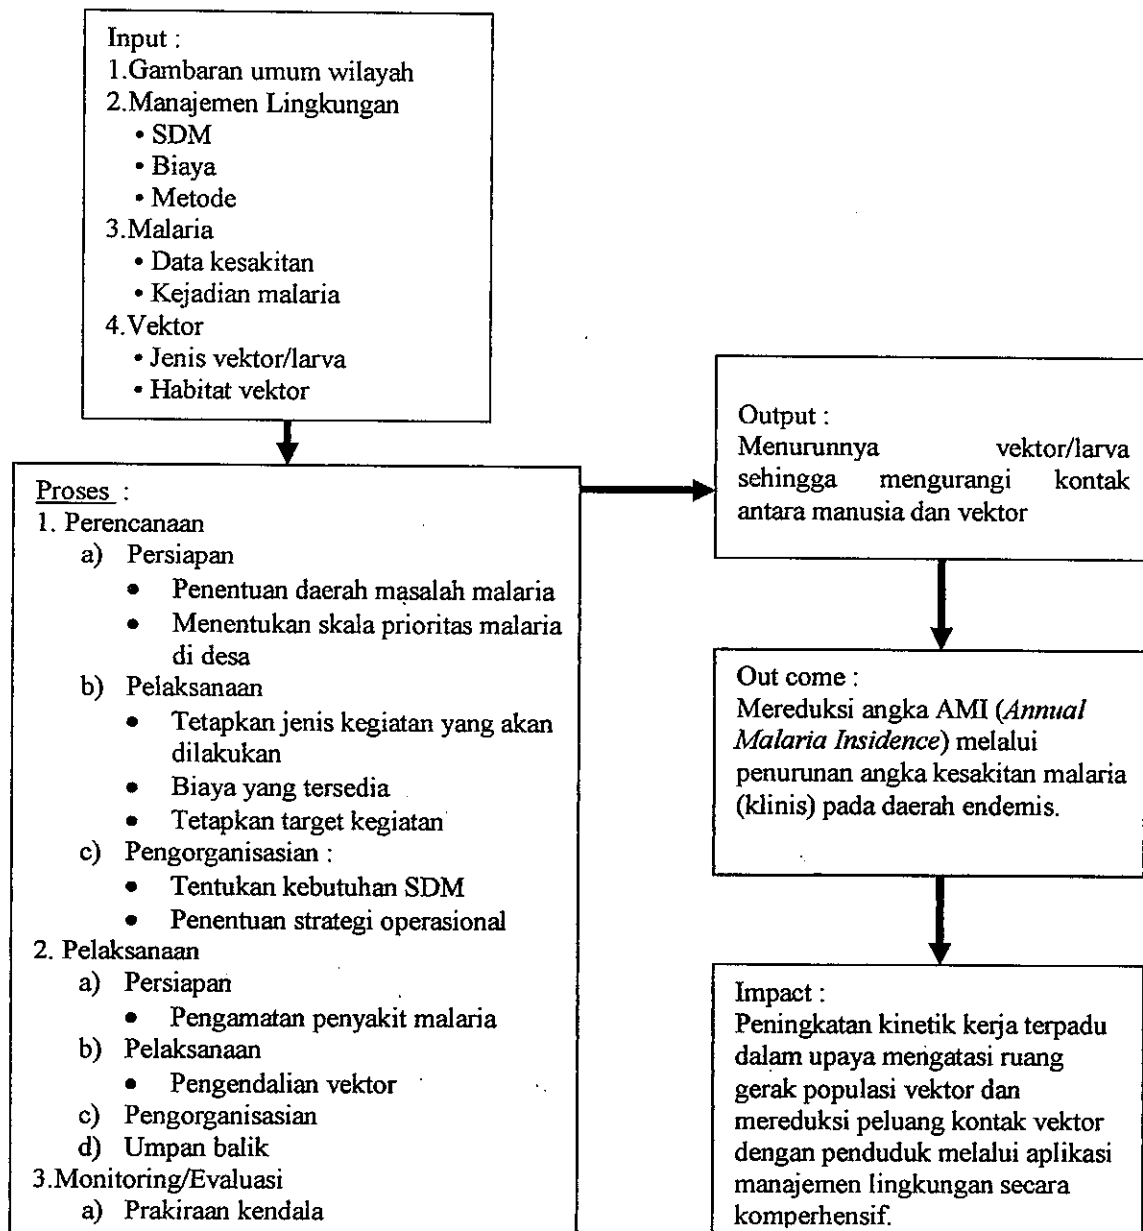 Input :
1.Gambaran umum wilayah
2.Manajemen Lingkungan
• SDM
• Biaya
• Metode
3.Malaria
• Data kesakitan
• Kejadian malaria
4.Vektor
• Jenis vektor/larva
• Habitat vektor
Proses :
1. Perencanaan
a) Persiapan
• Penentuan daerah masalah malaria
• Menentukan skala prioritas malaria
di desa
b) Pelaksanaan
• Tetapkan jenis kegiatan yang akan
dilakukan
• Biaya yang tersedia
• Tetapkan target kegiatan
c) Pengorganisasian :
• Tentukan kebutuhan SDM
• Penentuan strategi operasional
2. Pelaksanaan
a) Persiapan
• Pengamatan penyakit malaria
b) Pelaksanaan
• Pengendalian vektor
c) Pengorganisasian
d) Umpan balik
3.Monitoring/Evaluasi
a) Prakiraan kendala
Output :
Menurunnya vektor/larva
sehingga mengurangi kontak
antara manusia dan vektor
Out come :
Mereduksi angka AMI (Annual
Malaria Insidence) melalui
penurunan angka kesakitan malaria
(klinis) pada daerah endemis.
Impact :
Peningkatan kinetik kerja terpadu
dalam upaya mengatasi ruang
gerak populasi vektor dan
mereduksi peluang kontak vektor
dengan penduduk melalui aplikasi
manajemen lingkungan secara
komperhensif.